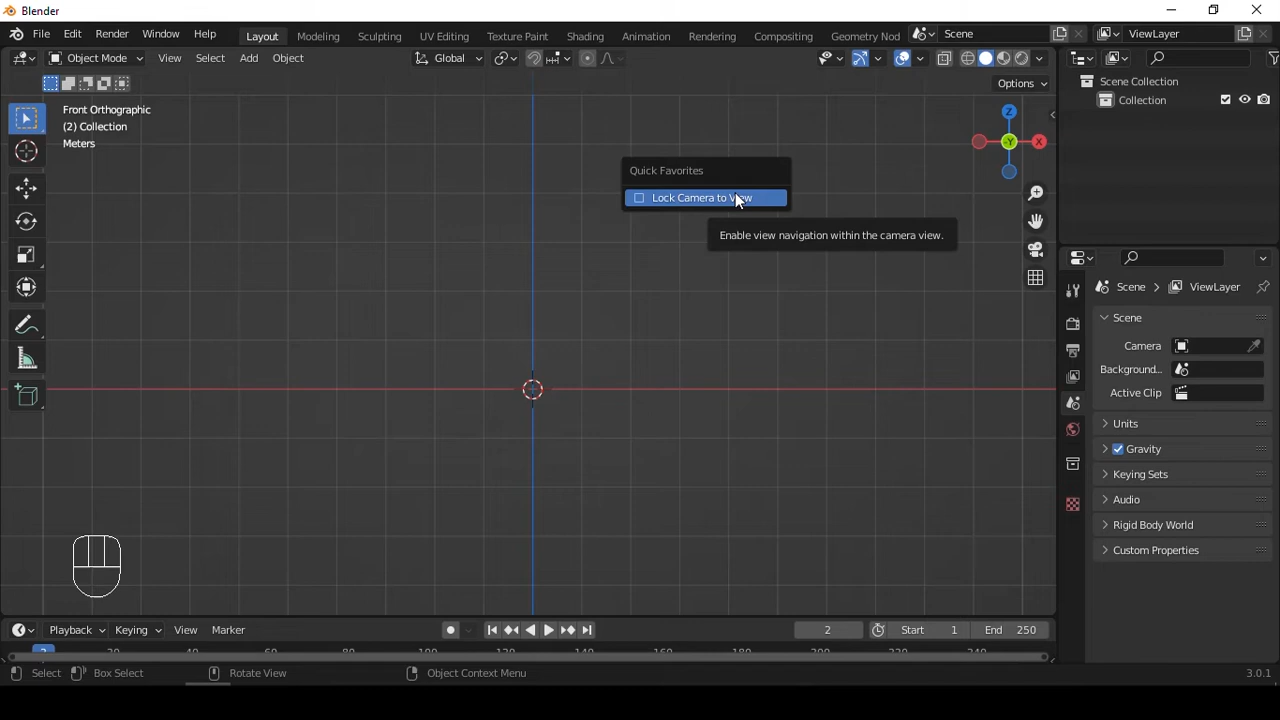 Blender
File Edit Render Window Help
Layout Modeling Sculpting UV Editing Texture Paint Shading Animation Rendering Compositing Geometry Nod
Scene
ViewLayer
Object Mode View Select Add Object
Global
Options
Front Orthographic
(2) Collection
Meters
Z
X
-Y
Quick Favorites
Lock Camera to View
Enable view navigation within the camera view.
Scene Collection
Collection
Scene > ViewLayer
Scene
Camera
Background...
Active Clip
Units
Gravity
Keying Sets
Audio
Rigid Body World
Custom Properties
Playback Keying View Marker
2
Start 1
End 250
2 20 40 60 80 100 120 140 160 180 200 220 240
Select Box Select Rotate View Object Context Menu
3.0.1